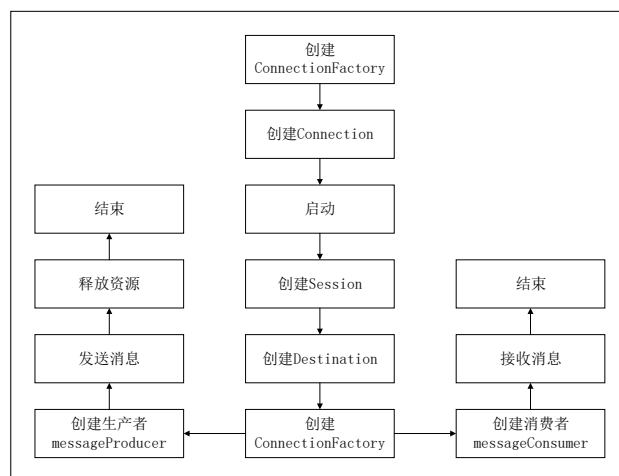 创建
ConnectionFactory
创建Connection
结束
启动
释放资源
创建Session
结束
发送消息
创建Destination
接收消息
创建生产者
messageProducer
创建
ConnectionFactory
创建消费者
messageConsumer